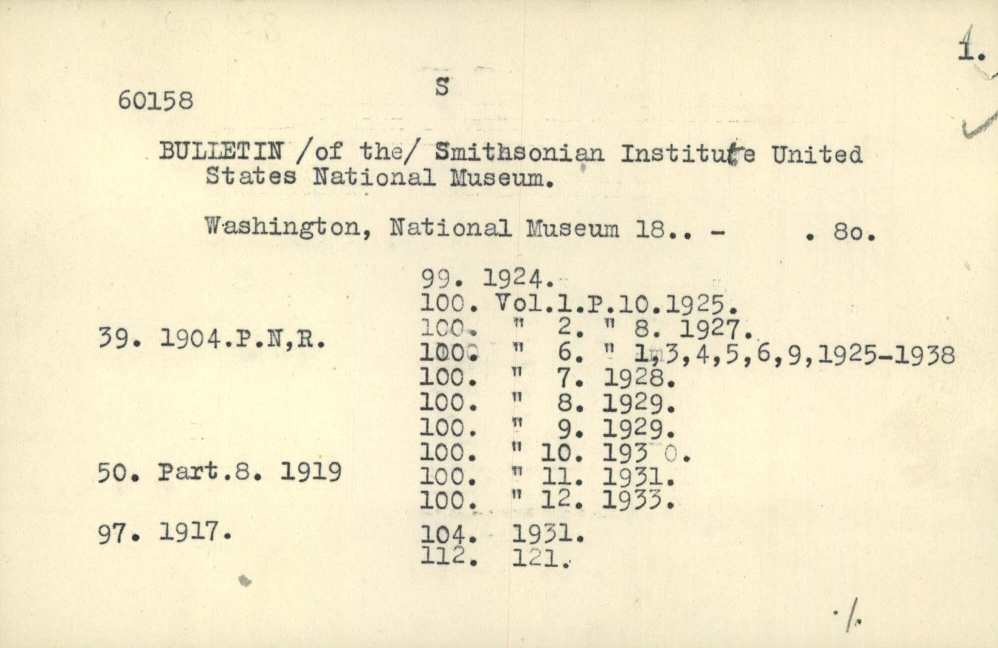 1.
S
60158
BULLETIN /of the/ Smithsonian Institute United
States National Museum.
Washington, National Museum 18.. - . 8o.
99. 1924.
100. Vol.1.P.10.1925.
100. " 2. " 8. 1927.
39. 1904.P.N,R.
100. " 6. " 1,3,4,5,6,9,1925-1938
100. " 7. 1928.
100. " 8. 1929.
100. " 9. 1929.
100. " 10. 193 0.
50. Part.8. 1919
100. " 11. 1931.
100. " 12. 1933.
97. 1917.
104. 1931.
112. 121.
./.